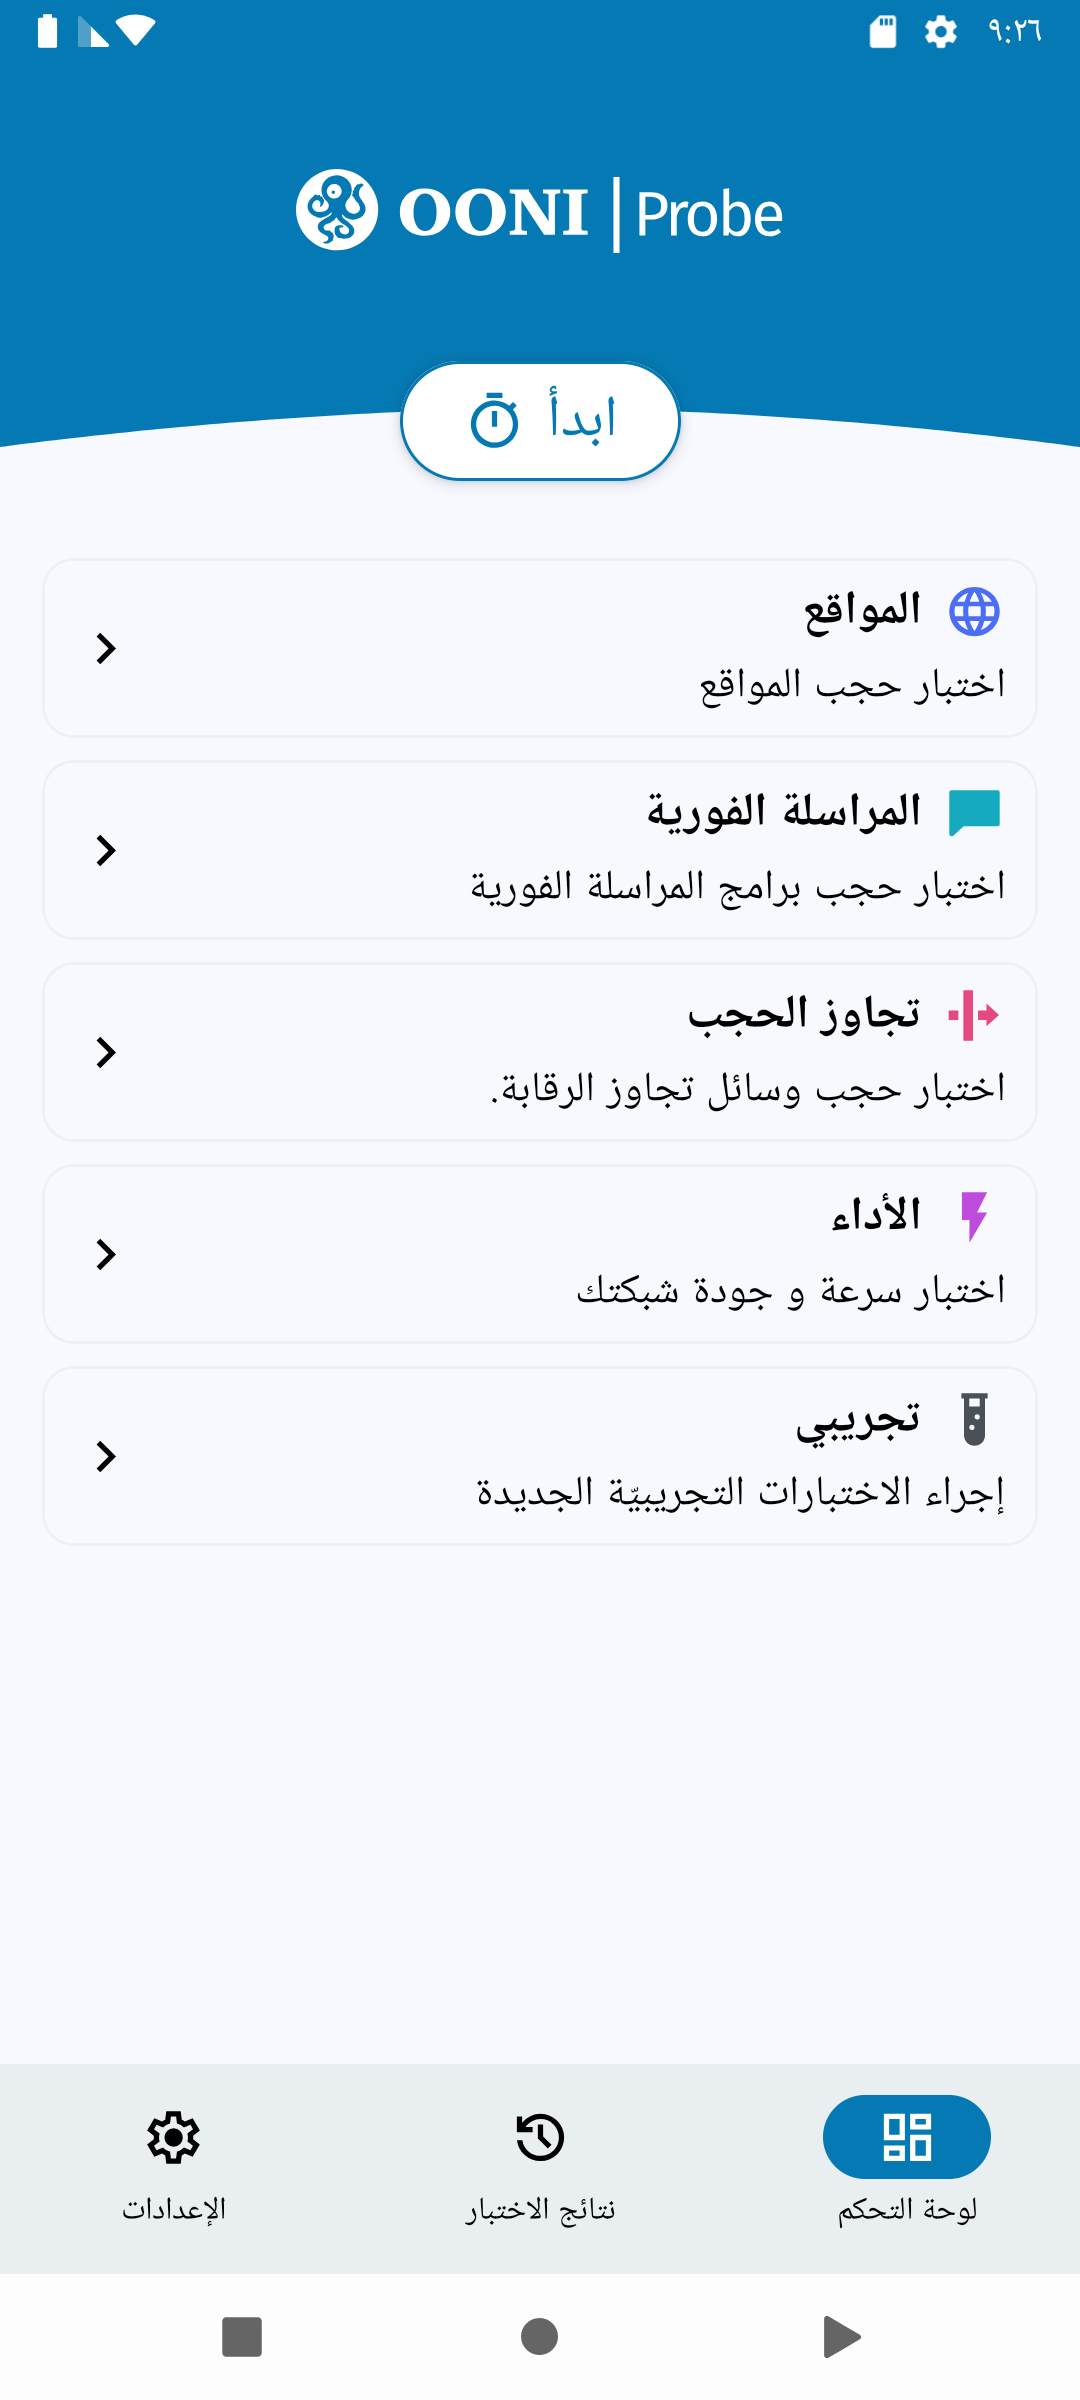 ٩:٢٦
OONI | Probe
ابدأ
المواقع
اختبار حجب المواقع
المراسلة الفورية
اختبار حجب برامج المراسلة الفورية
تجاوز الحجب
اختبار حجب وسائل تجاوز الرقابة.
الأداء
اختبار سرعة و جودة شبكتك
تجريبي
إجراء الاختبارات التجريبيّة الجديدة
لوحة التحكم
نتائج الاختبار
الإعدادات